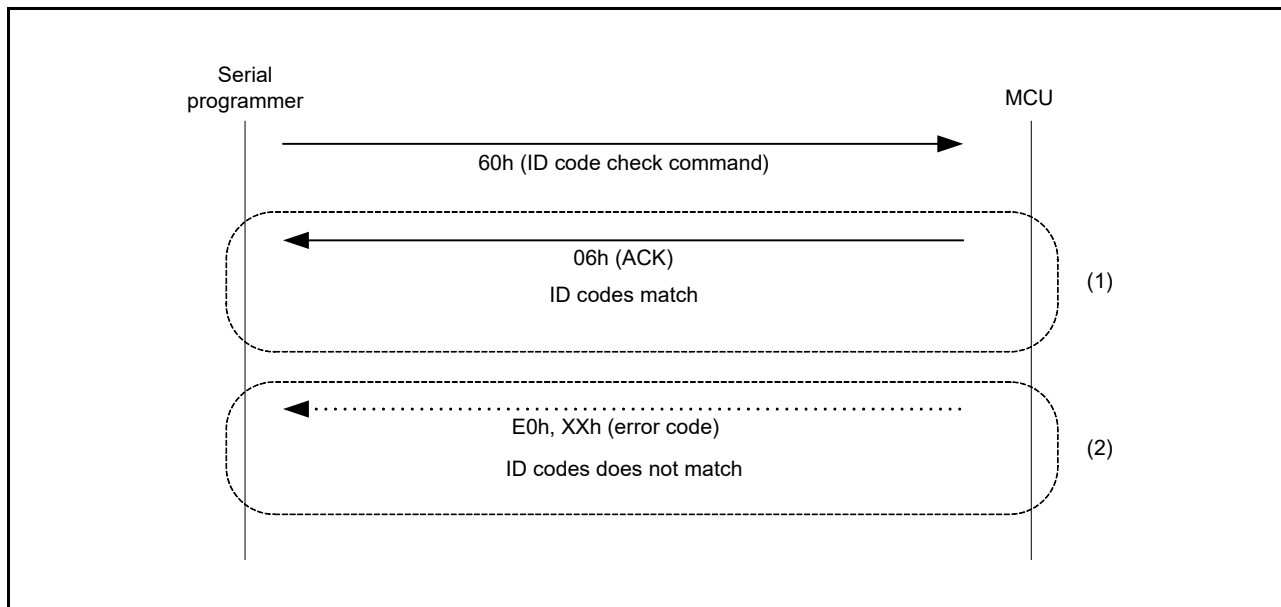 Serial
programmer
MCU
60h (ID code check command)
06h (ACK)
ID codes match
(1)
E0h, XXh (error code)
ID codes does not match
(2)